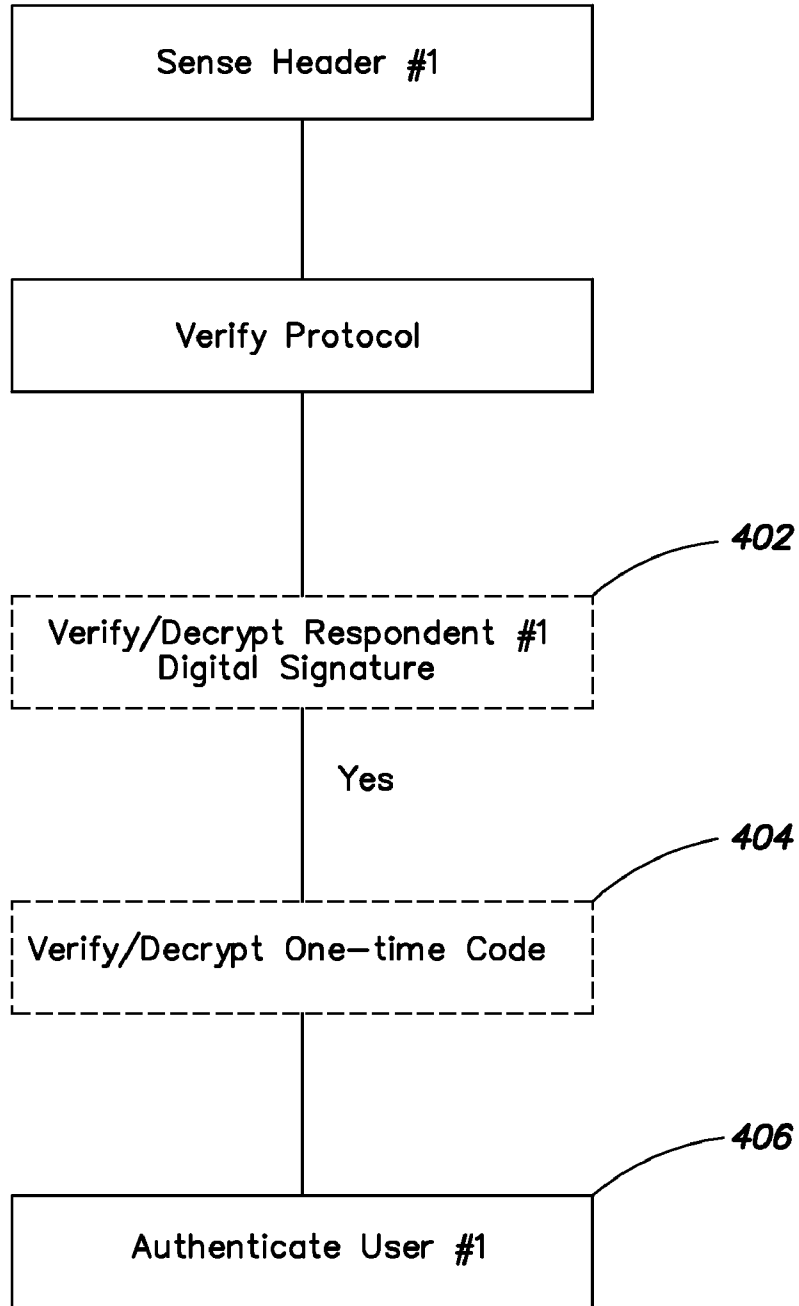 Sense Header #1
Verify Protocol
402
Verify/Decrypt Respondent #1
Digital Signature
Yes
404
Verify/Decrypt One-time Code
406
Authenticate User #1